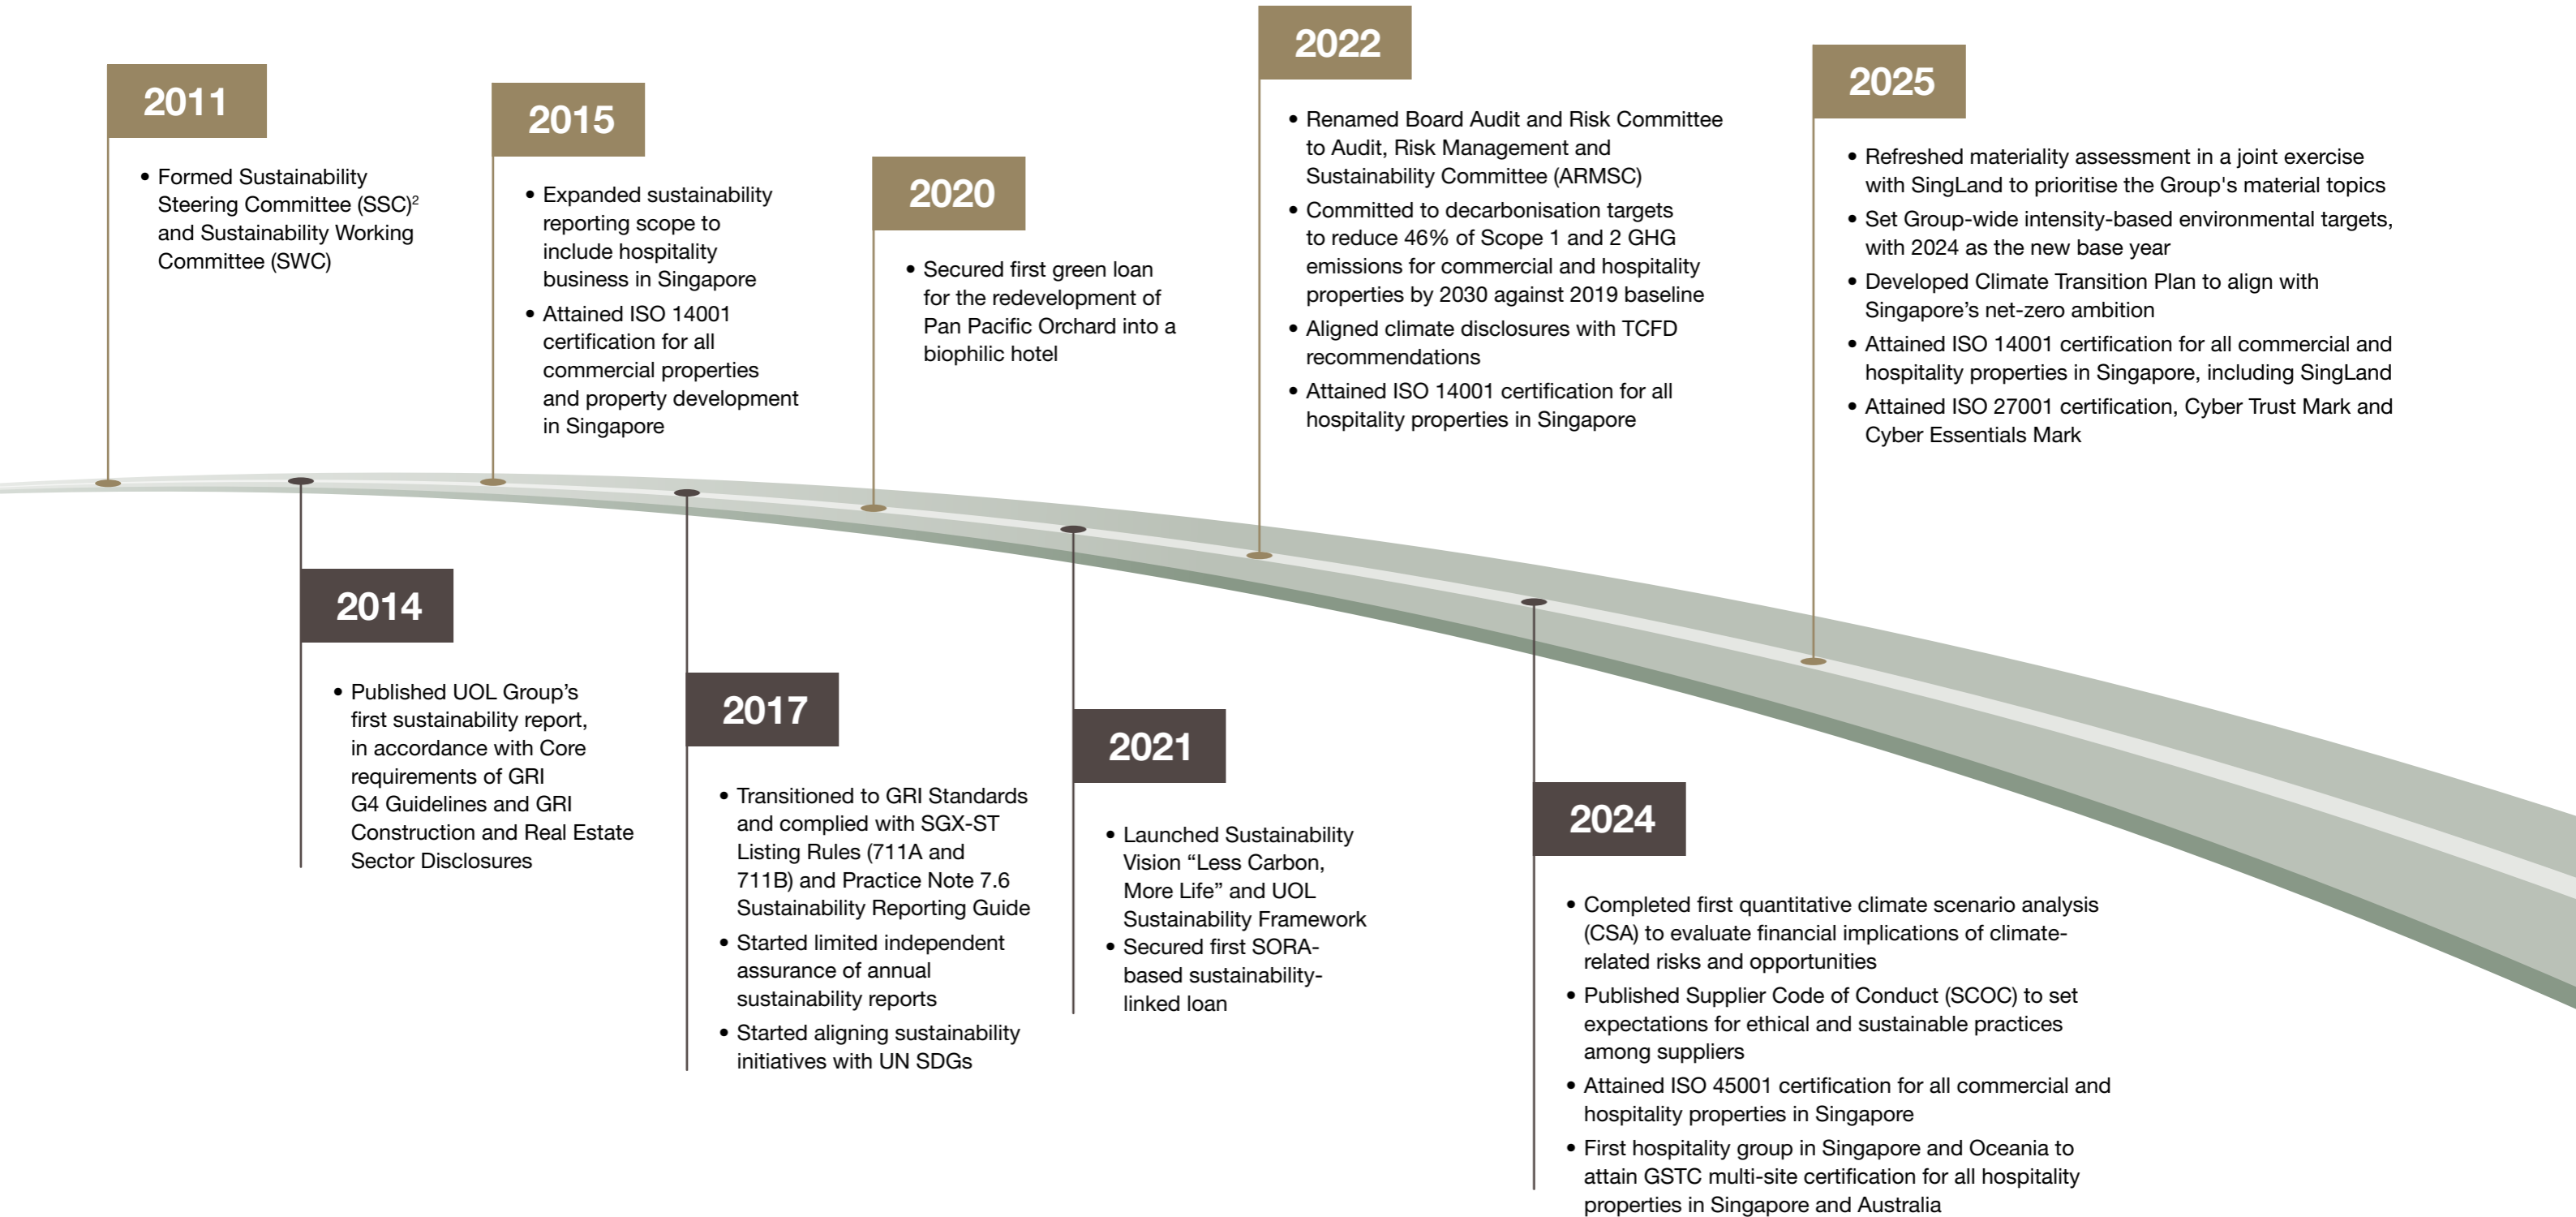 2011
• Formed Sustainability
Steering Committee (SSC)²
and Sustainability Working
Committee (SWC)
2014
• Published UOL Group’s
first sustainability report,
in accordance with Core
requirements of GRI
G4 Guidelines and GRI
Construction and Real Estate
Sector Disclosures
2015
• Expanded sustainability
reporting scope to
include hospitality
business in Singapore
• Attained ISO 14001
certification for all
commercial properties
and property development
in Singapore
2017
• Transitioned to GRI Standards
and complied with SGX-ST
Listing Rules (711A and
711B) and Practice Note 7.6
Sustainability Reporting Guide
• Started limited independent
assurance of annual
sustainability reports
• Started aligning sustainability
initiatives with UN SDGs
2020
• Secured first green loan
for the redevelopment of
Pan Pacific Orchard into a
biophilic hotel
2021
• Launched Sustainability
Vision “Less Carbon,
More Life” and UOL
Sustainability Framework
• Secured first SORA-
based sustainability-
linked loan
2022
• Renamed Board Audit and Risk Committee
to Audit, Risk Management and
Sustainability Committee (ARMSC)
• Committed to decarbonisation targets
to reduce 46% of Scope 1 and 2 GHG
emissions for commercial and hospitality
properties by 2030 against 2019 baseline
• Aligned climate disclosures with TCFD
recommendations
• Attained ISO 14001 certification for all
hospitality properties in Singapore
2024
• Completed first quantitative climate scenario analysis
(CSA) to evaluate financial implications of climate-
related risks and opportunities
• Published Supplier Code of Conduct (SCOC) to set
expectations for ethical and sustainable practices
among suppliers
• Attained ISO 45001 certification for all commercial and
hospitality properties in Singapore
• First hospitality group in Singapore and Oceania to
attain GSTC multi-site certification for all hospitality
properties in Singapore and Australia
2025
• Refreshed materiality assessment in a joint exercise
with SingLand to prioritise the Group's material topics
• Set Group-wide intensity-based environmental targets,
with 2024 as the new base year
• Developed Climate Transition Plan to align with
Singapore’s net-zero ambition
• Attained ISO 14001 certification for all commercial and
hospitality properties in Singapore, including SingLand
• Attained ISO 27001 certification, Cyber Trust Mark and
Cyber Essentials Mark